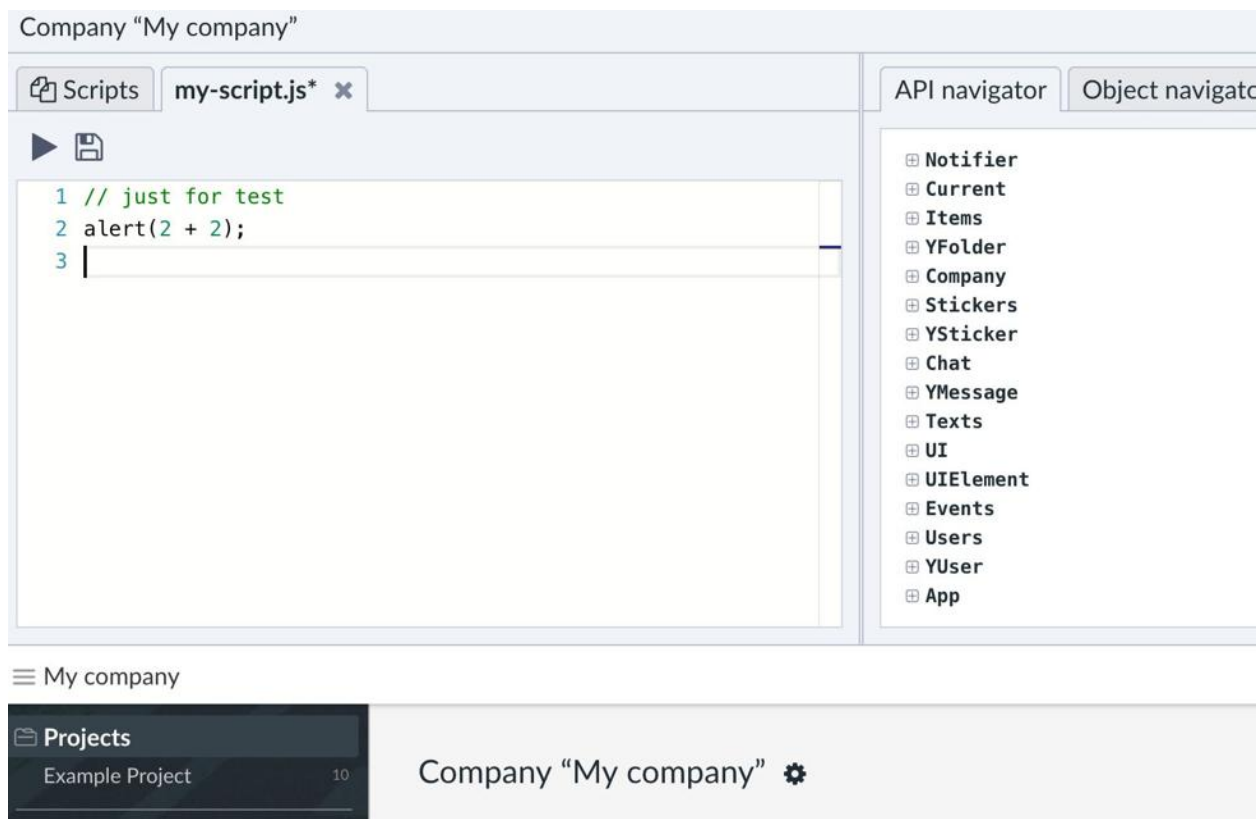 Company “My company”
Scripts
my-script.js*
1 // just for test
2 alert(2 + 2);
3
API navigator
Object navigato
Notifier
Current
Items
YFolder
Company
Stickers
YSticker
Chat
YMessage
Texts
UI
UIElement
Events
Users
YUser
App
My company
Projects
Example Project 10
Company “My company”